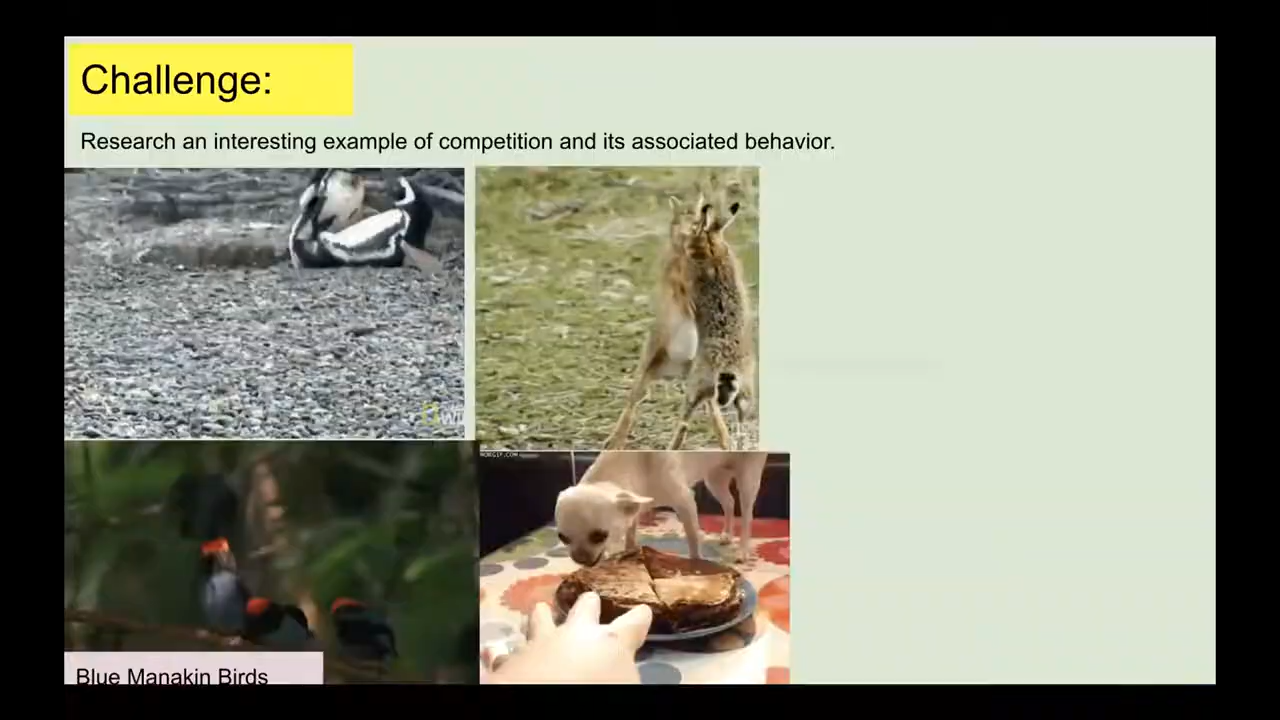 Challenge:
Research an interesting example of competition and its associated behavior.
Blue Manakin Birds